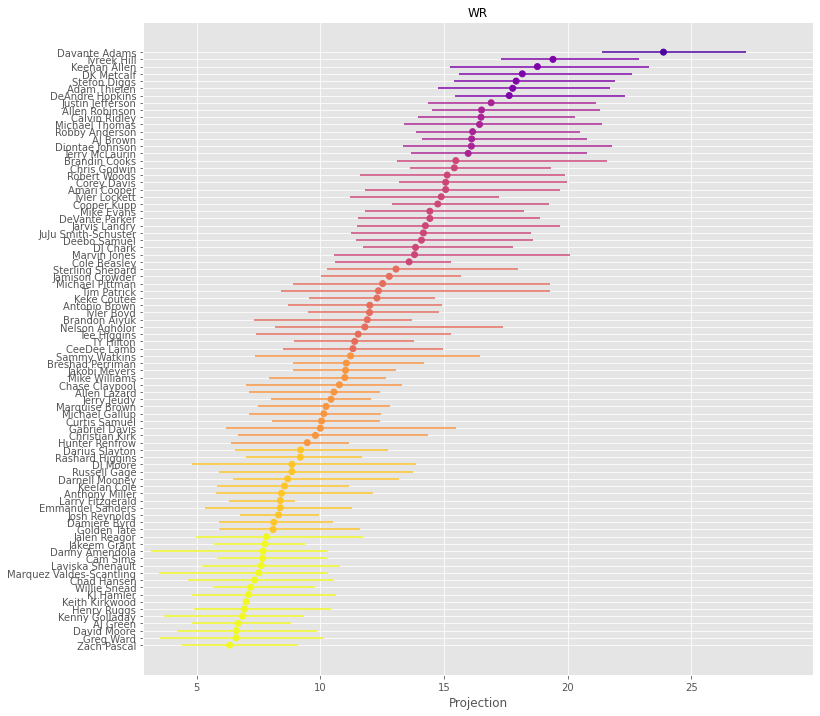 WR
Davante Adams
Tyreek Hill
Keenan Allen
DK Metcalf
Stefon Diggs
Adam Thielen
DeAndre Hopkins
Justin Jefferson
Allen Robinson
Calvin Ridley
Michael Thomas
Robby Anderson
AJ Brown
Diontae Johnson
Terry McLaurin
Brandin Cooks
Chris Godwin
Robert Woods
Corey Davis
Amari Cooper
Tyler Lockett
Cooper Kupp
Mike Evans
DeVante Parker
Jarvis Landry
JuJu Smith-Schuster
Deebo Samuel
DJ Chark
Marvin Jones
Cole Beasley
Sterling Shepard
Jamison Crowder
Michael Pittman
Tim Patrick
Keke Coutee
Antonio Brown
Tyler Boyd
Brandon Aiyuk
Nelson Agholor
Tee Higgins
TY Hilton
CeeDee Lamb
Sammy Watkins
Breshad Perriman
Jakobi Meyers
Mike Williams
Chase Claypool
Allen Lazard
Jerry Jeudy
Marquise Brown
Michael Gallup
Curtis Samuel
Gabriel Davis
Christian Kirk
Hunter Renfrow
Darius Slayton
Rashard Higgins
DJ Moore
Russell Gage
Darnell Mooney
Keelan Cole
Anthony Miller
Larry Fitzgerald
Emmanuel Sanders
Josh Reynolds
Damiere Byrd
Golden Tate
Jalen Reagor
Jakeem Grant
Danny Amendola
Cam Sims
Laviska Shenault
Marquez Valdes-Scantling
Chad Hansen
Willie Snead
KJ Hamler
Keith Kirkwood
Henry Ruggs
Kenny Golladay
AJ Green
David Moore
Greg Ward
Zach Pascal
5 10 15 20 25
Projection